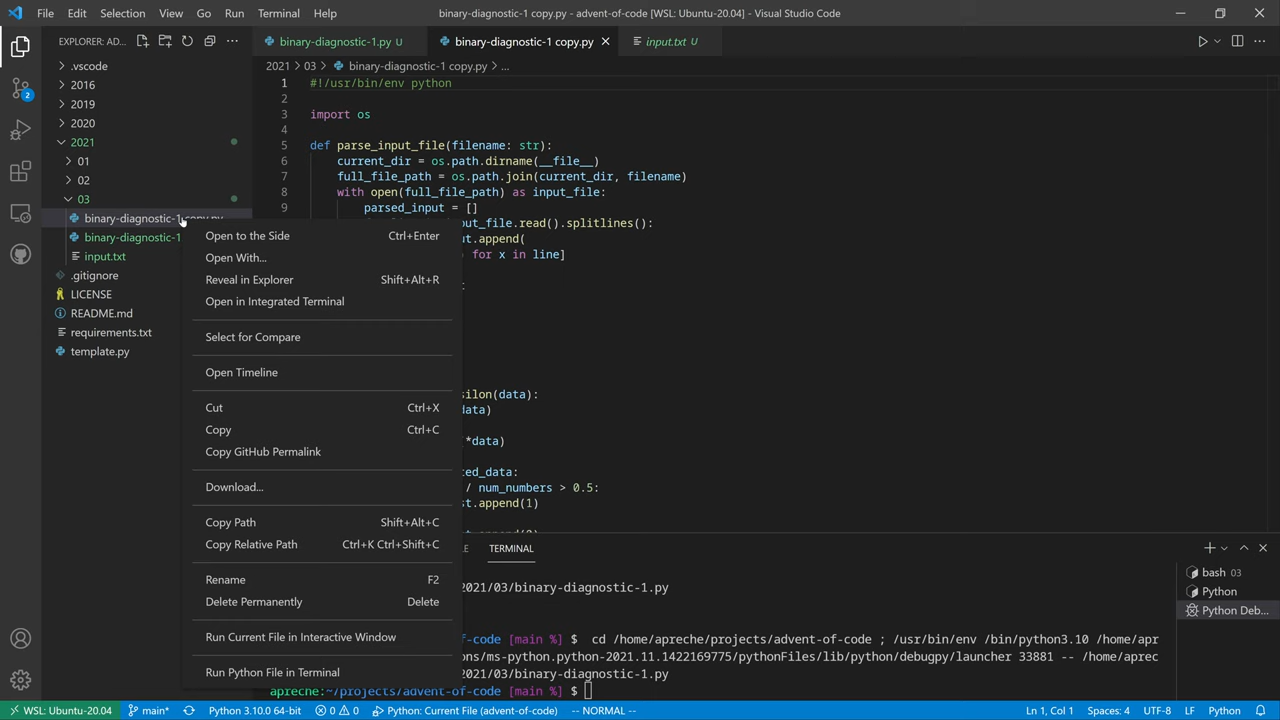 File Edit Selection View Go Run Terminal Help
binary-diagnostic-1 copy.py - advent-of-code [WSL: Ubuntu-20.04] - Visual Studio Code
EXPLORER: AD...
binary-diagnostic-1.py U
binary-diagnostic-1 copy.py
input.txt U
2021 03 binary-diagnostic-1 copy.py ...
.vscode
2016
2019
2020
2021
01
02
03
binary-diagnostic-1 copy.py
binary-diagnostic-1
input.txt
.gitignore
LICENSE
README.md
requirements.txt
template.py
2
1 #!/usr/bin/env python
2
3 import os
4
5 def parse_input_file(filename: str):
6 current_dir = os.path.dirname(__file__)
7 full_file_path = os.path.join(current_dir, filename)
8 with open(full_file_path) as input_file:
9 parsed_input = []
_file.read().splitlines():
t.append(
for x in line]
t
silon(data):
data)
*data)
ed_data:
/ num_numbers > 0.5:
st.append(1)
Open to the Side Ctrl+Enter
Open With...
Reveal in Explorer Shift+Alt+R
Open in Integrated Terminal
Select for Compare
Open Timeline
Cut Ctrl+X
Copy Ctrl+C
Copy GitHub Permalink
Download...
Copy Path Shift+Alt+C
Copy Relative Path Ctrl+K Ctrl+Shift+C
Rename F2
Delete Permanently Delete
Run Current File in Interactive Window
Run Python File in Terminal
LE TERMINAL
2021/03/binary-diagnostic-1.py
of-code [main %] $ cd /home/apreche/projects/advent-of-code ; /usr/bin/env /bin/python3.10 /home/apr
ons/ms-python.python-2021.11.1422169775/pythonFiles/lib/python/debugpy/launcher 33881 -- /home/aprec
2021/03/binary-diagnostic-1.py
apreche:~/projects/advent-of-code [main %] $
bash 03
Python
Python Deb...
WSL: Ubuntu-20.04 main* Python 3.10.0 64-bit 0 0 Python: Current File (advent-of-code) -- NORMAL -- Ln 1, Col 1 Spaces: 4 UTF-8 LF Python